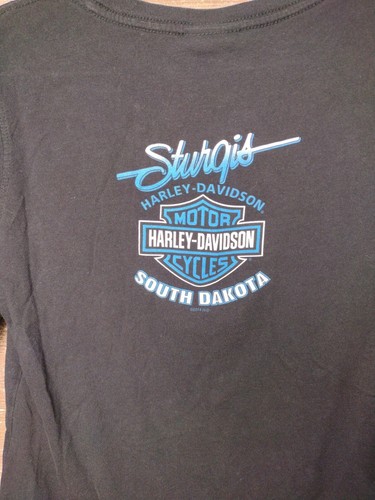 Sturgis
HARLEY-DAVIDSON®
MOTOR
HARLEY-DAVIDSON
CYCLES
SOUTH DAKOTA